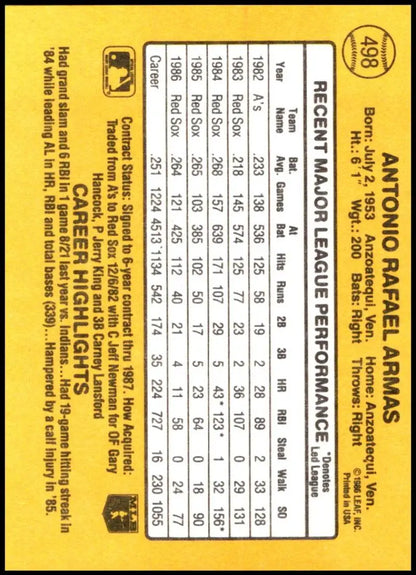 498
ANTONIO RAFAEL ARMAS
Born: July 2, 1953 Anzoatequi, Ven. Home: Anzoatequi, Ven.
Ht.: 6' 1" Wgt.: 200 Bats: Right Throws: Right
©1986 LEAF, INC.
Printed in USA
RECENT MAJOR LEAGUE PERFORMANCE
*Denotes
Led League
Team Bat. At
Year Name Avg. Games Bat Hits Runs 2B 3B HR RBI Steal Walk SO
1982 A's .233 138 536 125 58 19 2 28 89 2 33 128
1983 Red Sox .218 145 574 125 77 23 2 36 107 0 29 131
1984 Red Sox .268 157 639 171 107 29 5 43* 123* 1 32 156*
1985 Red Sox .265 103 385 102 50 17 5 23 64 0 18 90
1986 Red Sox .264 121 425 112 40 21 4 11 58 0 24 77
Career .251 1224 4513 1134 542 174 35 224 727 16 230 1055
Contract Status: Signed to 6-year contract thru 1987. How Acquired:
Traded from A's to Red Sox 12/6/82 with C Jeff Newman for OF Gary
Hancock, P Jerry King and 3B Carney Lansford
MLB
CAREER HIGHLIGHTS
Had grand slam and 6 RBI in 1 game 8/21 last year vs. Indians...Had 19-game hitting streak in
'84 while leading AL in HR, RBI and total bases (339)...Hampered by a calf injury in '85.